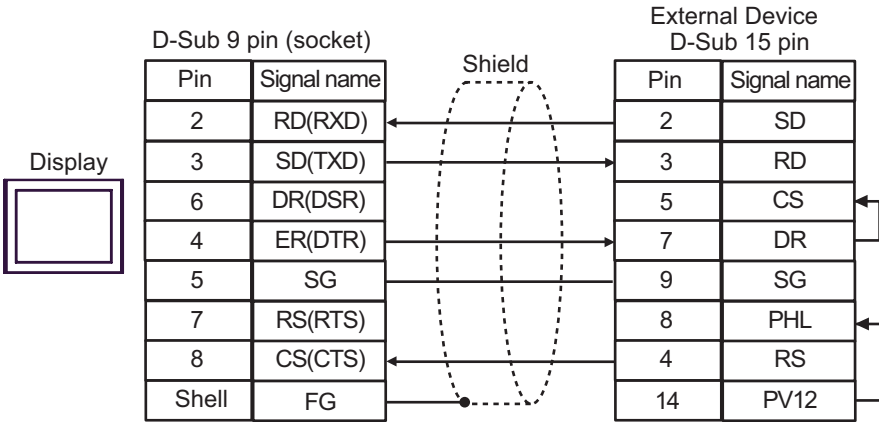 External Device
D-Sub 9 pin (socket) D-Sub 15 pin
Shield
Pin Signal name Pin Signal name
2 RD(RXD) 2 SD
3 SD(TXD) 3 RD
Display
6 DR(DSR) 5 CS
4 ER(DTR) 7 DR
5 SG 9 SG
7 RS(RTS) 8 PHL
8 CS(CTS) 4 RS
Shell FG 14 PV12